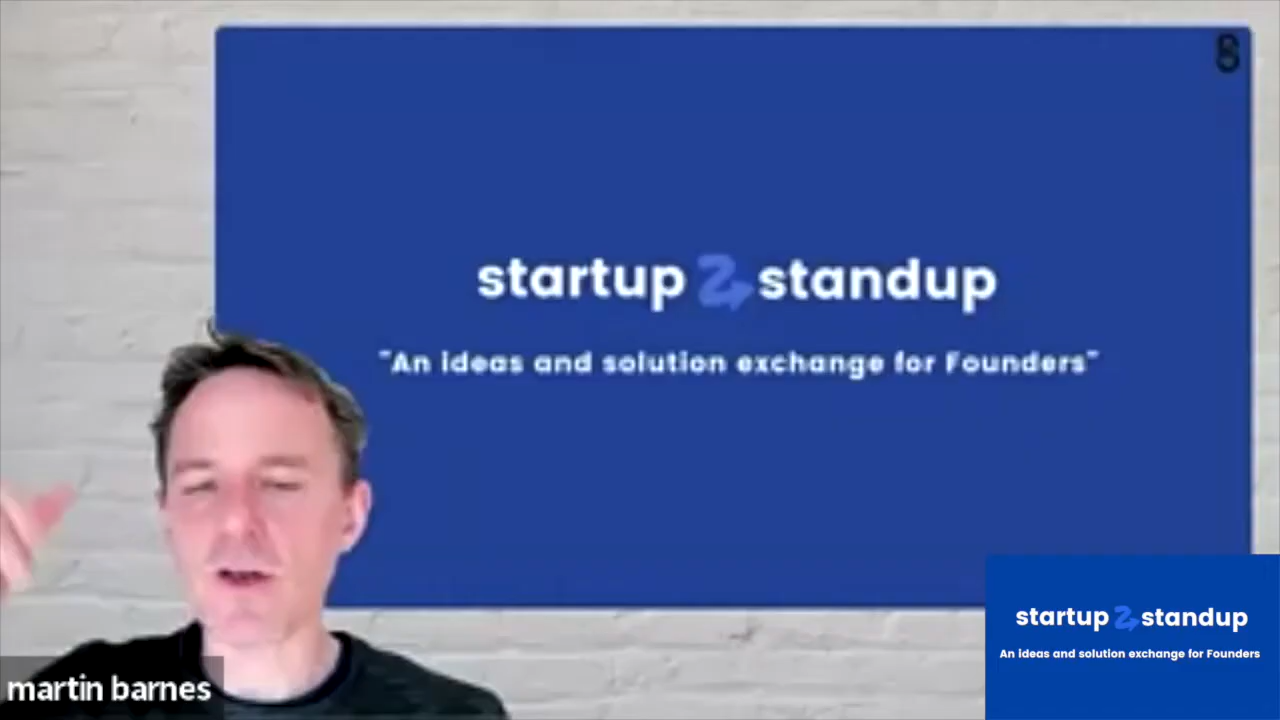 startup 2 standup
"An ideas and solution exchange for Founders"
startup 2 standup
An ideas and solution exchange for Founders
martin barnes